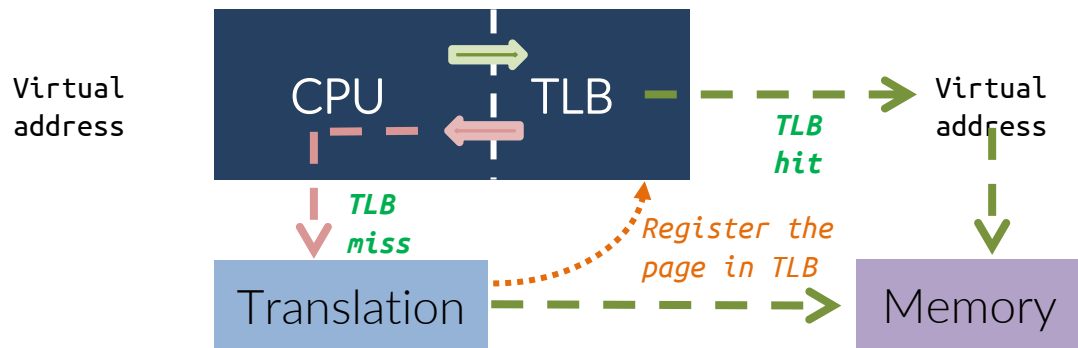 Virtual
address
CPU
TLB
Virtual
address
TLB
hit
TLB
miss
Register the
page in TLB
Translation
Memory